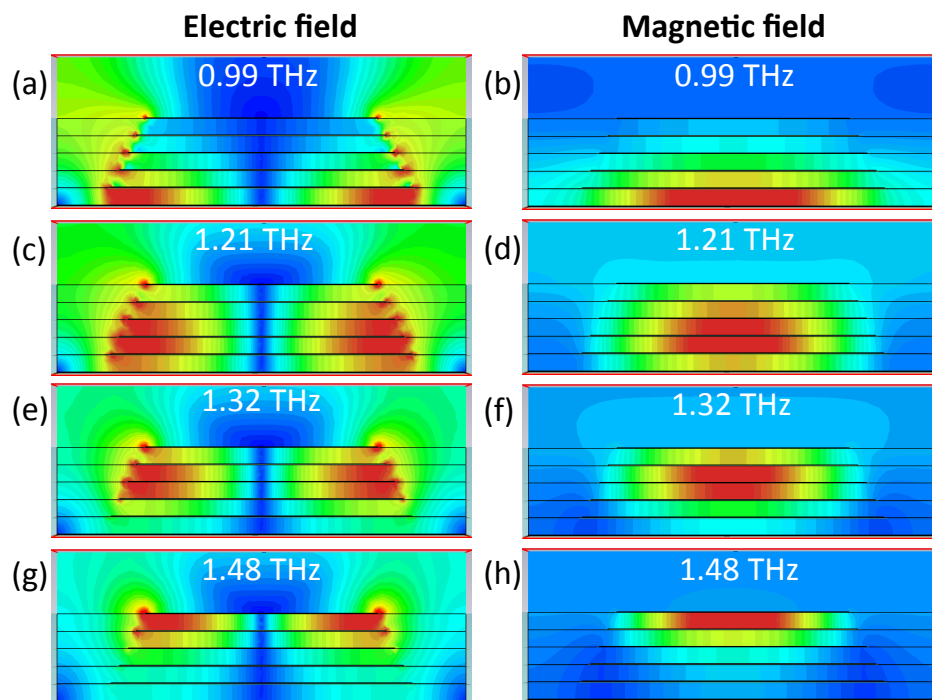 Electric field
Magnetic field
(a)
0.99 THz
(b)
0.99 THz
(c)
1.21 THz
(d)
1.21 THz
(e)
1.32 THz
(f)
1.32 THz
(g)
1.48 THz
(h)
1.48 THz